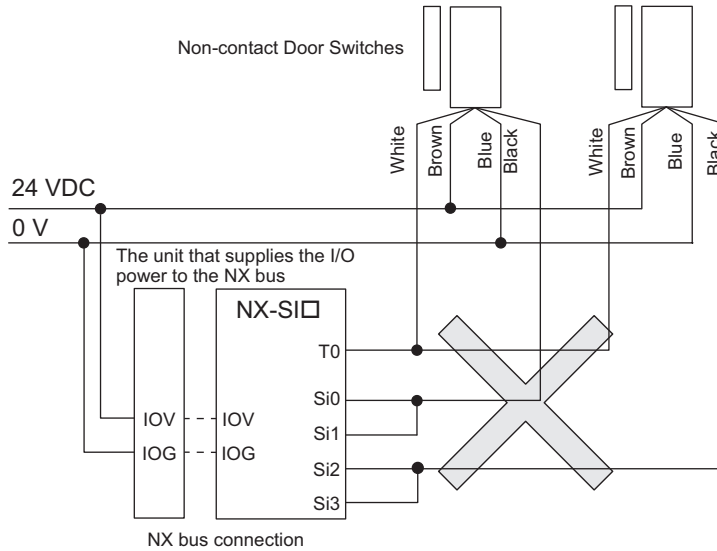 Non-contact Door Switches
White
Brown
Blue
Black
White
Brown
Blue
Black
24 VDC
0 V
The unit that supplies the I/O
power to the NX bus
NX-SI□
T0
Si0
IOV
IOV
Si1
IOG
IOG
Si2
Si3
NX bus connection